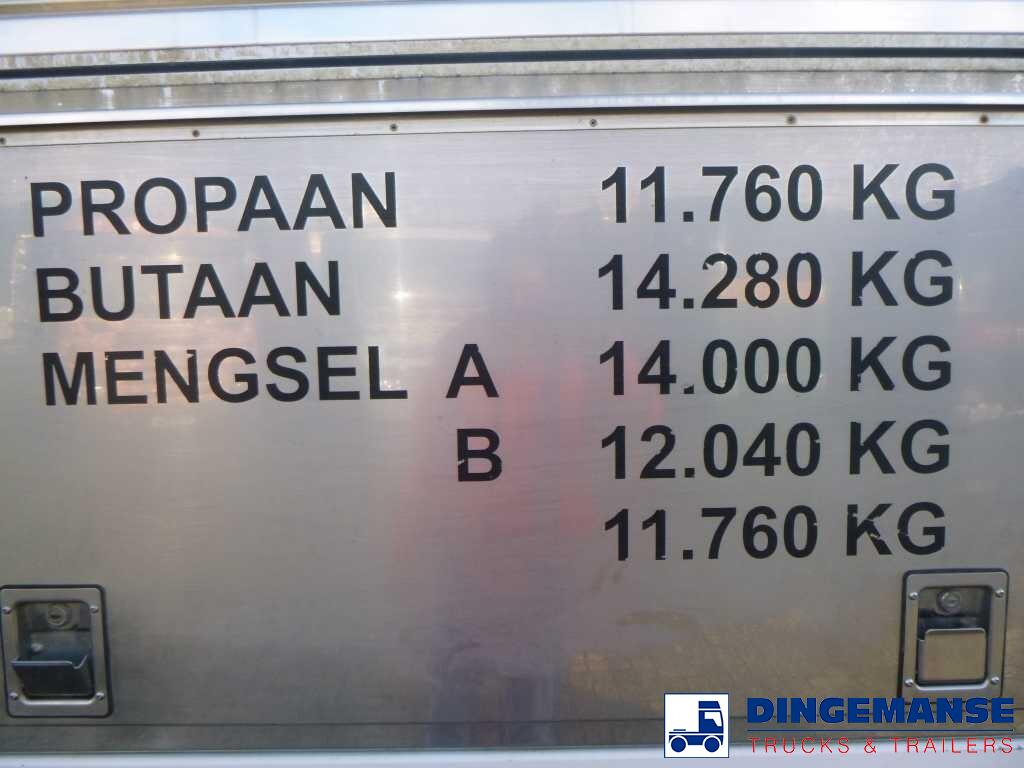 PROPAAN 11.760 KG
BUTAAN 14.280 KG
MENGSEL A 14.000 KG
B 12.040 KG
11.760 KG
DINGEMANSE
TRUCKS & TRAILERS